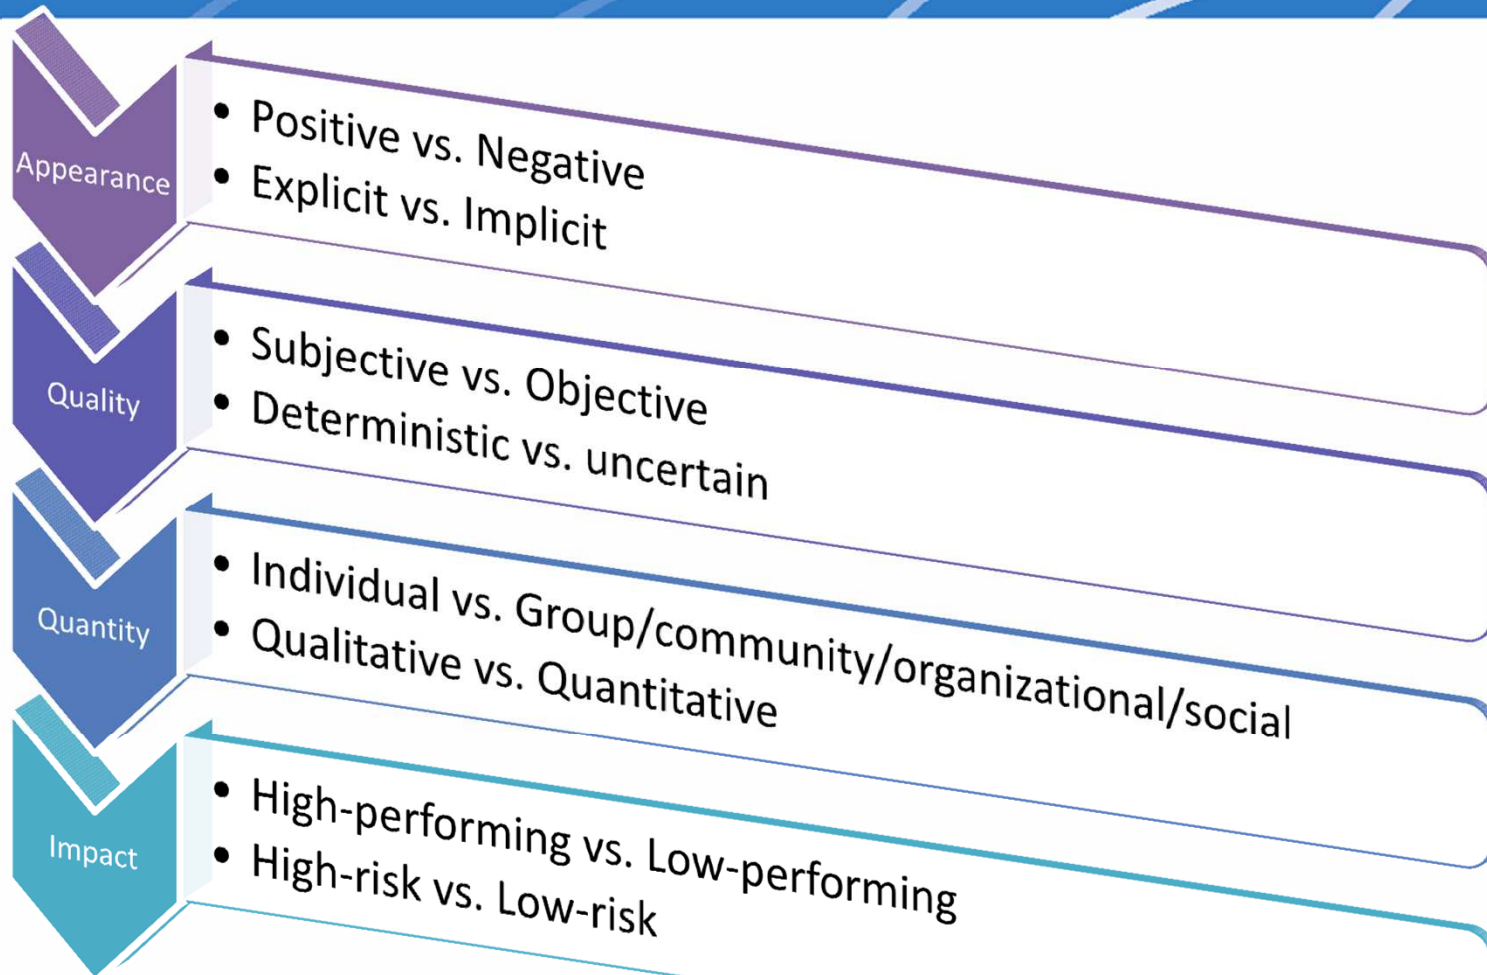 Appearance
• Positive vs. Negative
• Explicit vs. Implicit
Quality
• Subjective vs. Objective
• Deterministic vs. uncertain
Quantity
• Individual vs. Group/community/organizational/social
• Qualitative vs. Quantitative
Impact
• High-performing vs. Low-performing
• High-risk vs. Low-risk